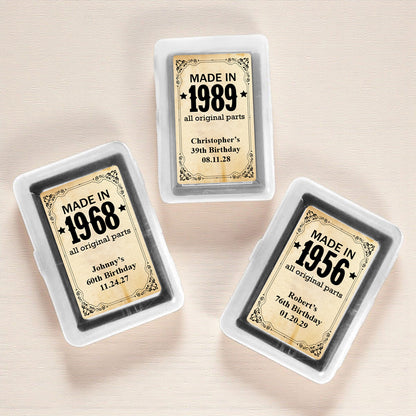 MADE IN
1989
all original parts
Christopher's
39th Birthday
08.11.28
MADE IN
1968
all original parts
Johnny's
60th Birthday
11.24.27
MADE IN
1956
all original parts
Robert's
76th Birthday
01.20.29